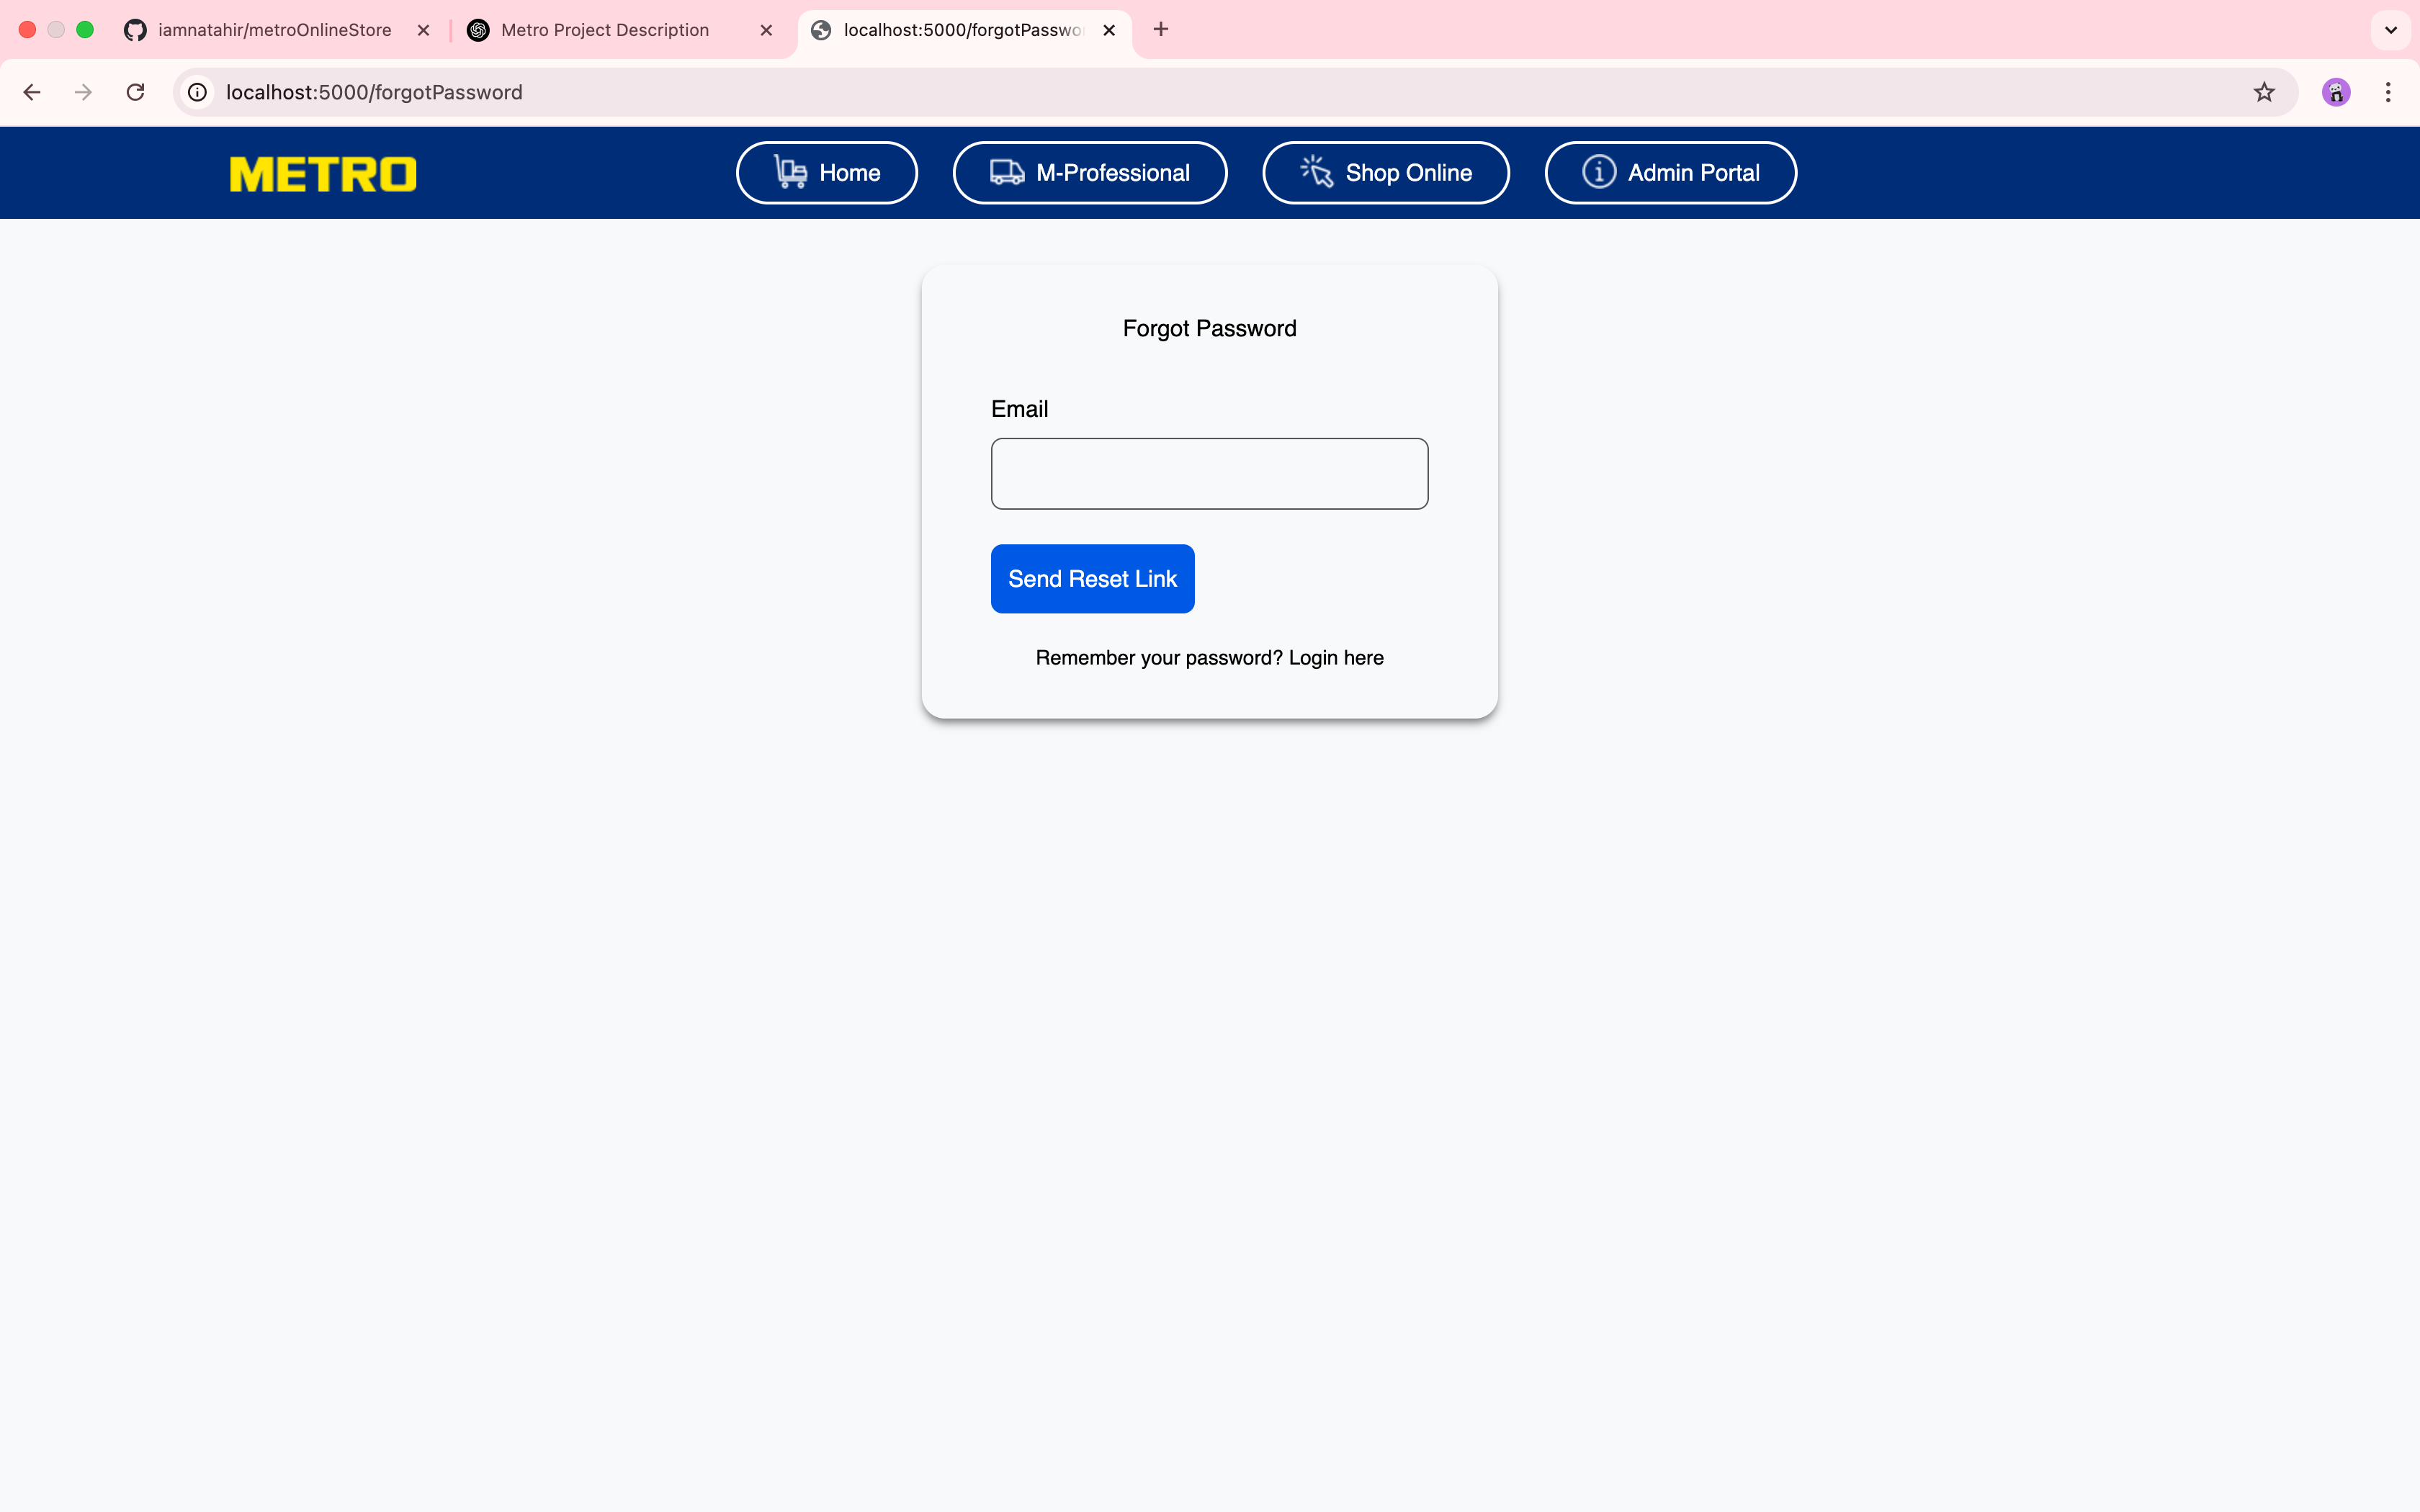 iamnatahir/metroOnlineStore
Metro Project Description
localhost:5000/forgotPasswo
localhost:5000/forgotPassword
METRO
Home
M-Professional
Shop Online
Admin Portal
Forgot Password
Email
Send Reset Link
Remember your password? Login here